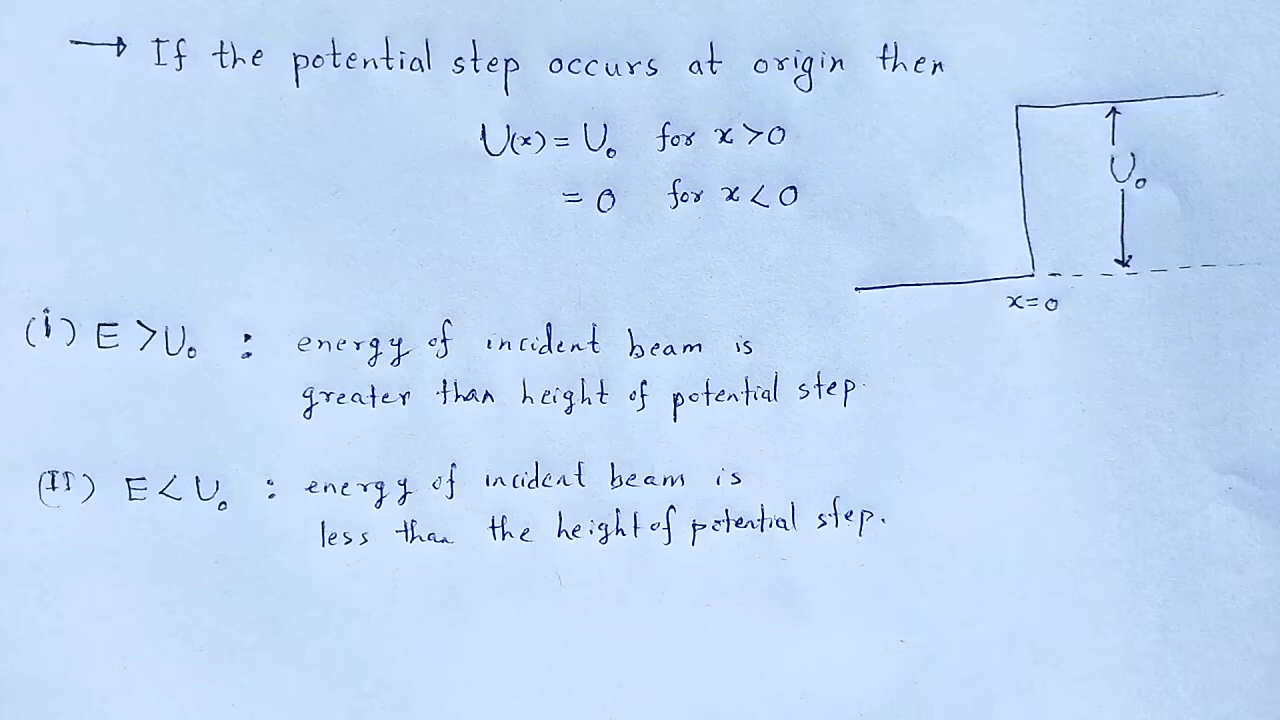 → If the potential step occurs at origin then
U(x) = U₀ for x > 0
= 0 for x < 0
U₀
x = 0
(i) E > U₀ : energy of incident beam is
greater than height of potential step.
(II) E < U₀ : energy of incident beam is
less than the height of potential step.